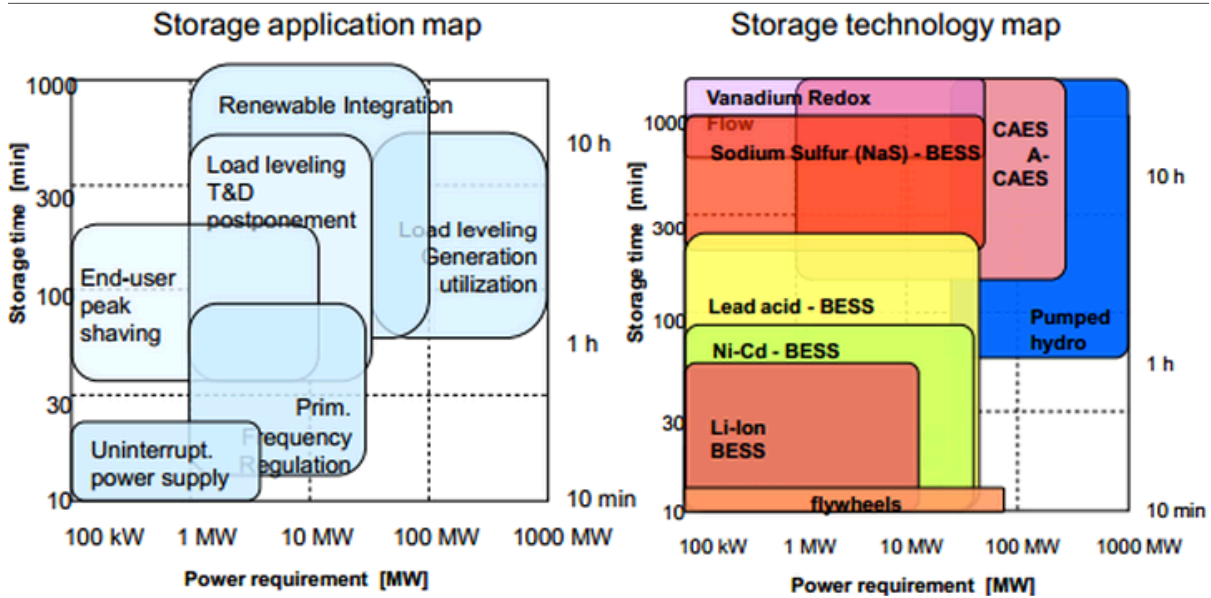 Storage application map
1000
300
100
30
10
Storage time [min]
Renewable Integration
Load leveling
T&D
postponement
Load leveling
Generation
utilization
End-user
peak
shaving
Prim.
Frequency
Regulation
Uninterrupt.
power supply
10 h
1 h
10 min
100 kW
1 MW
10 MW
100 MW
1000 MW
Power requirement [MW]
Storage technology map
1000
300
100
30
10
Storage time [min]
Vanadium Redox
Flow
Sodium Sulfur (NaS) - BESS
CAES
A-
CAES
Lead acid - BESS
Pumped
hydro
Ni-Cd - BESS
Li-Ion
BESS
flywheels
10 h
1 h
10 min
100 kW
1 MW
10 MW
100 MW
1000 MW
Power requirement [MW]